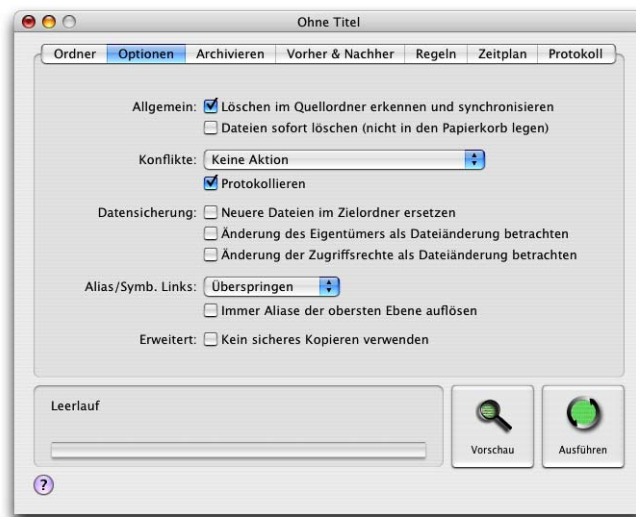 Ohne Titel
Ordner Optionen Archivieren Vorher & Nachher Regeln Zeitplan Protokoll
Allgemein: Löschen im Quellordner erkennen und synchronisieren
Dateien sofort löschen (nicht in den Papierkorb legen)
Konflikte: Keine Aktion
Protokollieren
Datensicherung: Neuere Dateien im Zielordner ersetzen
Änderung des Eigentümers als Dateiänderung betrachten
Änderung der Zugriffsrechte als Dateiänderung betrachten
Alias/Symb. Links: Überspringen
Immer Aliase der obersten Ebene auflösen
Erweitert: Kein sicheres Kopieren verwenden
Leerlauf
Vorschau Ausführen
?